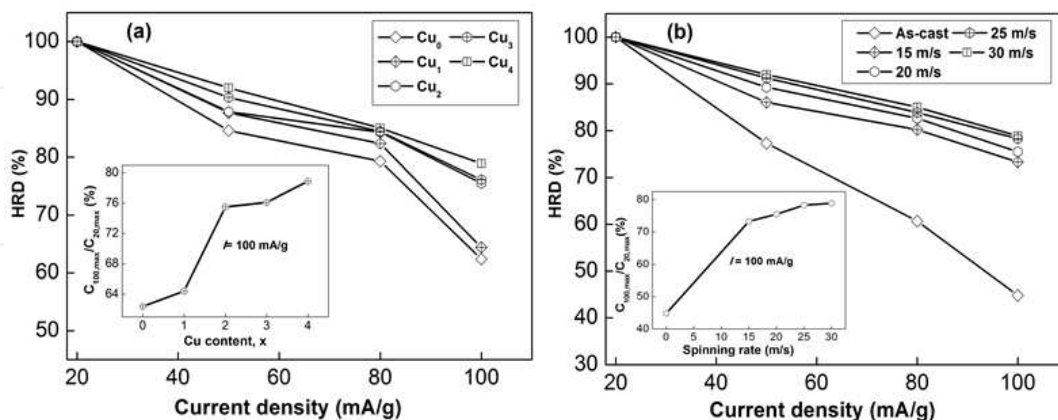 (a)
Cu0 Cu3
Cu1 Cu4
Cu2
100
90
80
70
60
50
HRD (%)
20 40 60 80 100
Current density (mA/g)
80
76
72
68
64
C100,max/C20,max (%)
I= 100 mA/g
0 1 2 3 4
Cu content, x
(b)
As-cast 25 m/s
15 m/s 30 m/s
20 m/s
100
90
80
70
60
50
40
30
HRD (%)
20 40 60 80 100
Current density (mA/g)
80
70
60
50
40
C100,max/C20,max(%)
I = 100 mA/g
0 5 10 15 20 25 30
Spinning rate (m/s)